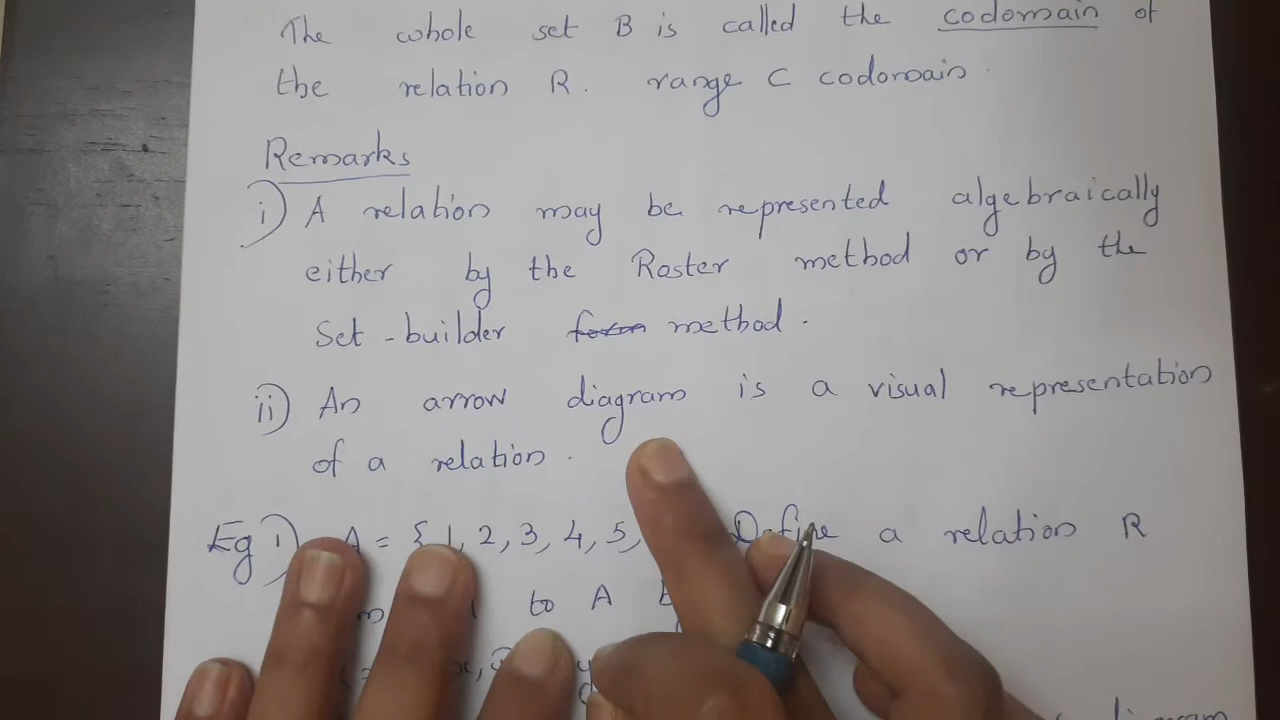 The whole set B is called the codomain of
the relation R. range ⊂ codomain.
Remarks
i) A relation may be represented algebraically
either by the Roster method or by the
Set-builder form method.
ii) An arrow diagram is a visual representation
of a relation.
Eg 1) A = {1, 2, 3, 4, 5, Define a relation R
to A
diagram